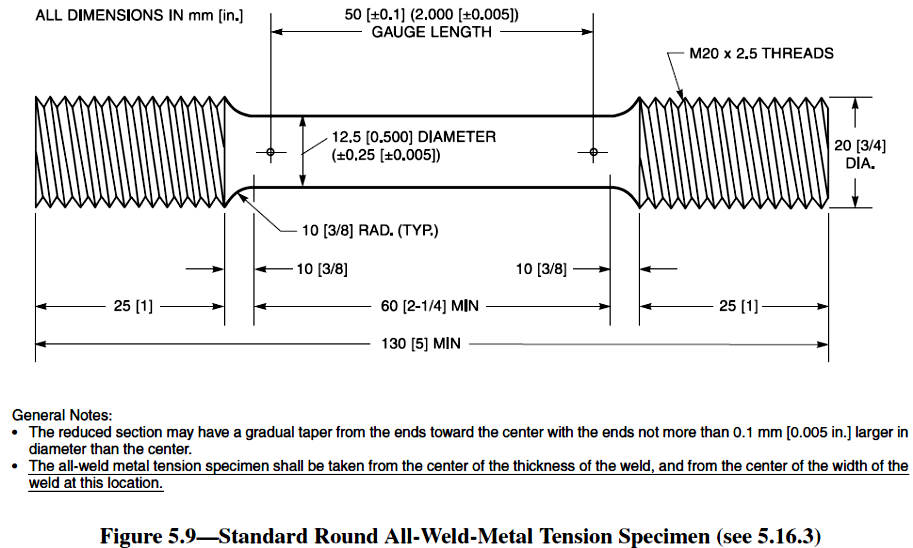 ALL DIMENSIONS IN mm [in.]
50 [±0.1] (2.000 [±0.005])
GAUGE LENGTH
M20 x 2.5 THREADS
12.5 [0.500] DIAMETER
(±0.25 [±0.005])
20 [3/4]
DIA.
10 [3/8] RAD. (TYP.)
10 [3/8]
10 [3/8]
25 [1]
60 [2-1/4] MIN
25 [1]
130 [5] MIN
General Notes:
• The reduced section may have a gradual taper from the ends toward the center with the ends not more than 0.1 mm [0.005 in.] larger in
diameter than the center.
• The all-weld metal tension specimen shall be taken from the center of the thickness of the weld, and from the center of the width of the
weld at this location.
Figure 5.9—Standard Round All-Weld-Metal Tension Specimen (see 5.16.3)